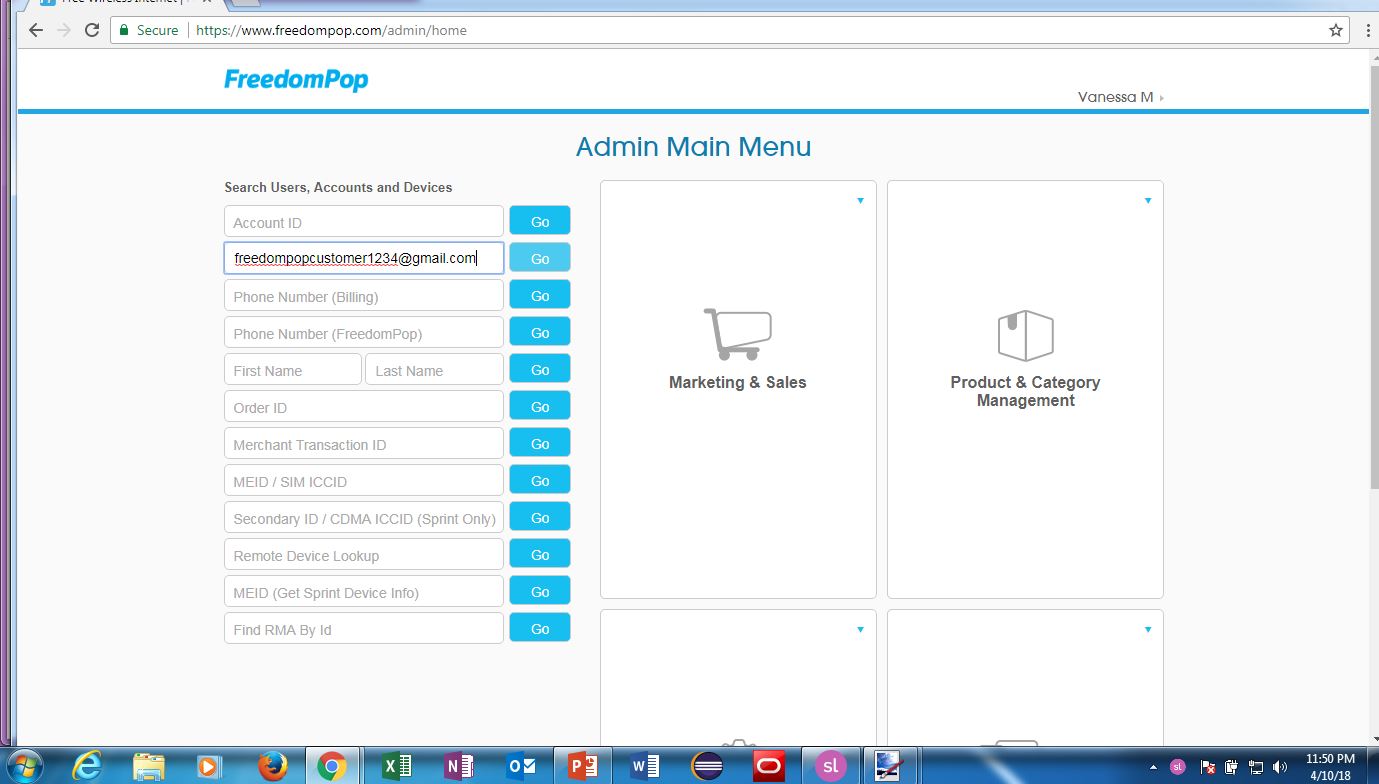 Free Wireless Internet |
Secure
https://www.freedompop.com/admin/home
FreedomPop
Vanessa M
Admin Main Menu
Search Users, Accounts and Devices
Account ID Go
freedompopcustomer1234@gmail.com Go
Phone Number (Billing) Go
Phone Number (FreedomPop) Go
First Name Last Name Go
Order ID Go
Merchant Transaction ID Go
MEID / SIM ICCID Go
Secondary ID / CDMA ICCID (Sprint Only) Go
Remote Device Lookup Go
MEID (Get Sprint Device Info) Go
Find RMA By Id Go
Marketing & Sales
Product & Category
Management
sl
sl
11:50 PM
4/10/18